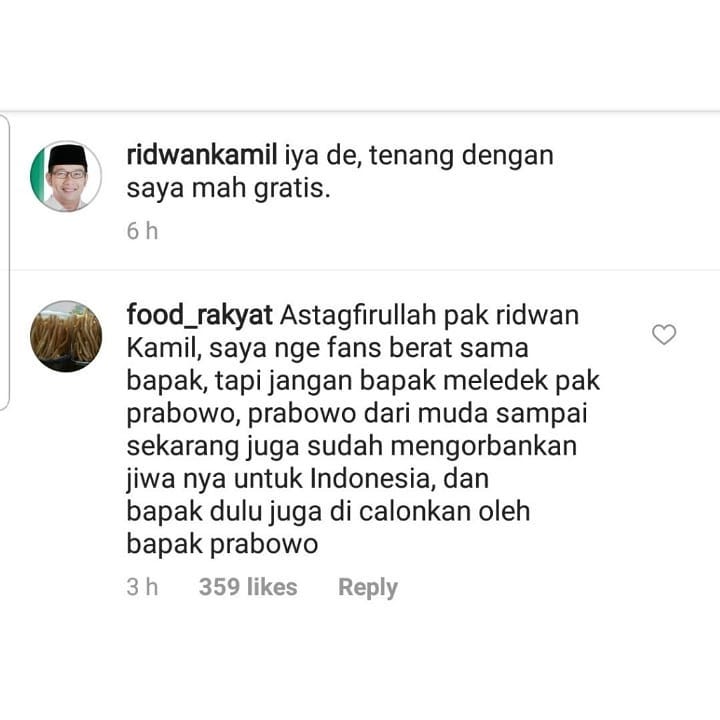 ridwankamil iya de, tenang dengan
saya mah gratis.
6 h
food_rakyat Astagfirullah pak ridwan
Kamil, saya nge fans berat sama
bapak, tapi jangan bapak meledek pak
prabowo, prabowo dari muda sampai
sekarang juga sudah mengorbankan
jiwa nya untuk Indonesia, dan
bapak dulu juga di calonkan oleh
bapak prabowo
3 h 359 likes Reply